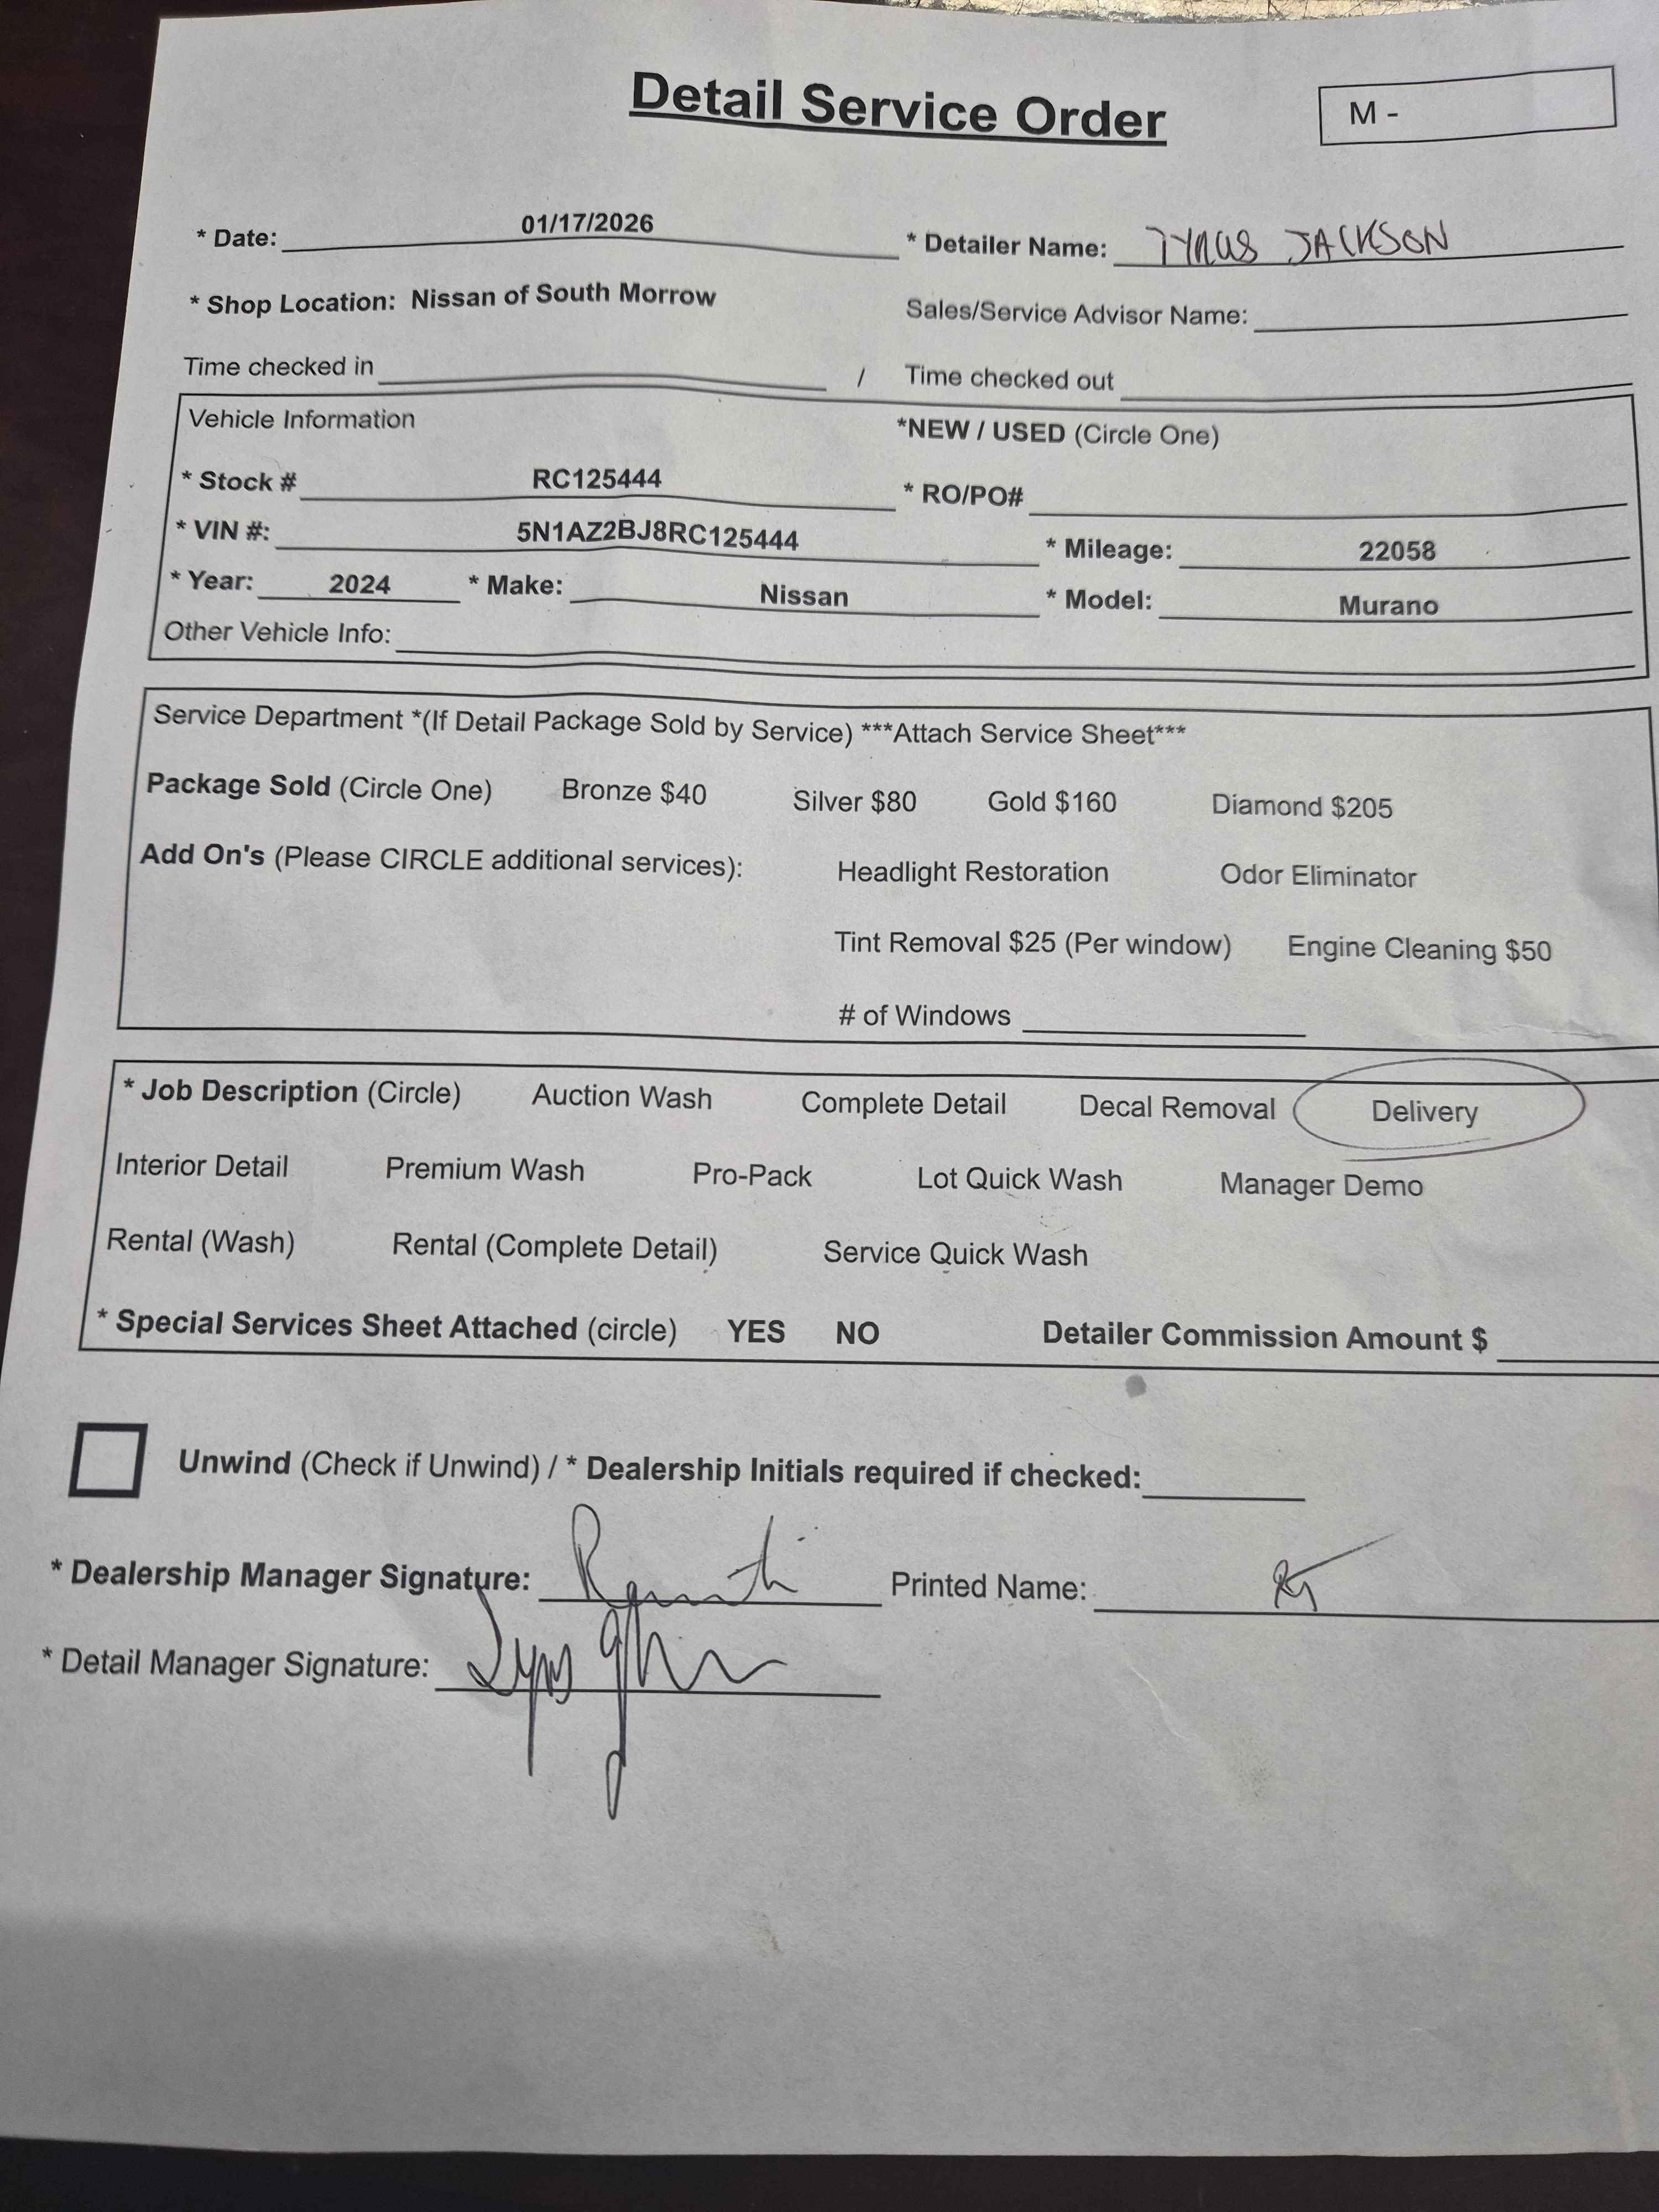 Detail Service Order
M -
* Date: 01/17/2026 * Detailer Name: TYRUS JACKSON
* Shop Location: Nissan of South Morrow Sales/Service Advisor Name:
Time checked in / Time checked out
Vehicle Information *NEW / USED (Circle One)
* Stock # RC125444 * RO/PO#
* VIN #: 5N1AZ2BJ8RC125444 * Mileage: 22058
* Year: 2024 * Make: Nissan * Model: Murano
Other Vehicle Info:
Service Department *(If Detail Package Sold by Service) ***Attach Service Sheet***
Package Sold (Circle One) Bronze $40 Silver $80 Gold $160 Diamond $205
Add On's (Please CIRCLE additional services): Headlight Restoration Odor Eliminator
Tint Removal $25 (Per window) Engine Cleaning $50
# of Windows
* Job Description (Circle) Auction Wash Complete Detail Decal Removal Delivery
Interior Detail Premium Wash Pro-Pack Lot Quick Wash Manager Demo
Rental (Wash) Rental (Complete Detail) Service Quick Wash
* Special Services Sheet Attached (circle) YES NO Detailer Commission Amount $
Unwind (Check if Unwind) / * Dealership Initials required if checked:
* Dealership Manager Signature: Printed Name:
* Detail Manager Signature: